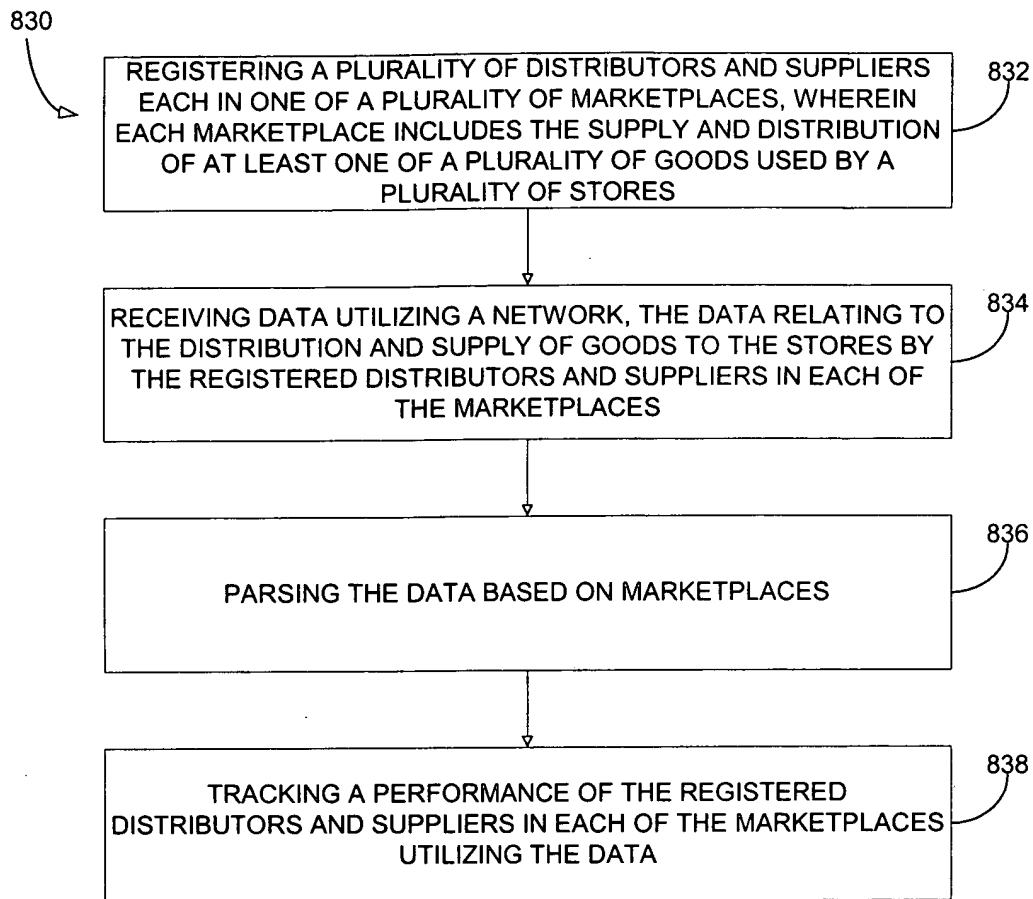 830
REGISTERING A PLURALITY OF DISTRIBUTORS AND SUPPLIERS
EACH IN ONE OF A PLURALITY OF MARKETPLACES, WHEREIN
EACH MARKETPLACE INCLUDES THE SUPPLY AND DISTRIBUTION
OF AT LEAST ONE OF A PLURALITY OF GOODS USED BY A
PLURALITY OF STORES
832
RECEIVING DATA UTILIZING A NETWORK, THE DATA RELATING TO
THE DISTRIBUTION AND SUPPLY OF GOODS TO THE STORES BY
THE REGISTERED DISTRIBUTORS AND SUPPLIERS IN EACH OF
THE MARKETPLACES
834
PARSING THE DATA BASED ON MARKETPLACES
836
TRACKING A PERFORMANCE OF THE REGISTERED
DISTRIBUTORS AND SUPPLIERS IN EACH OF THE MARKETPLACES
UTILIZING THE DATA
838